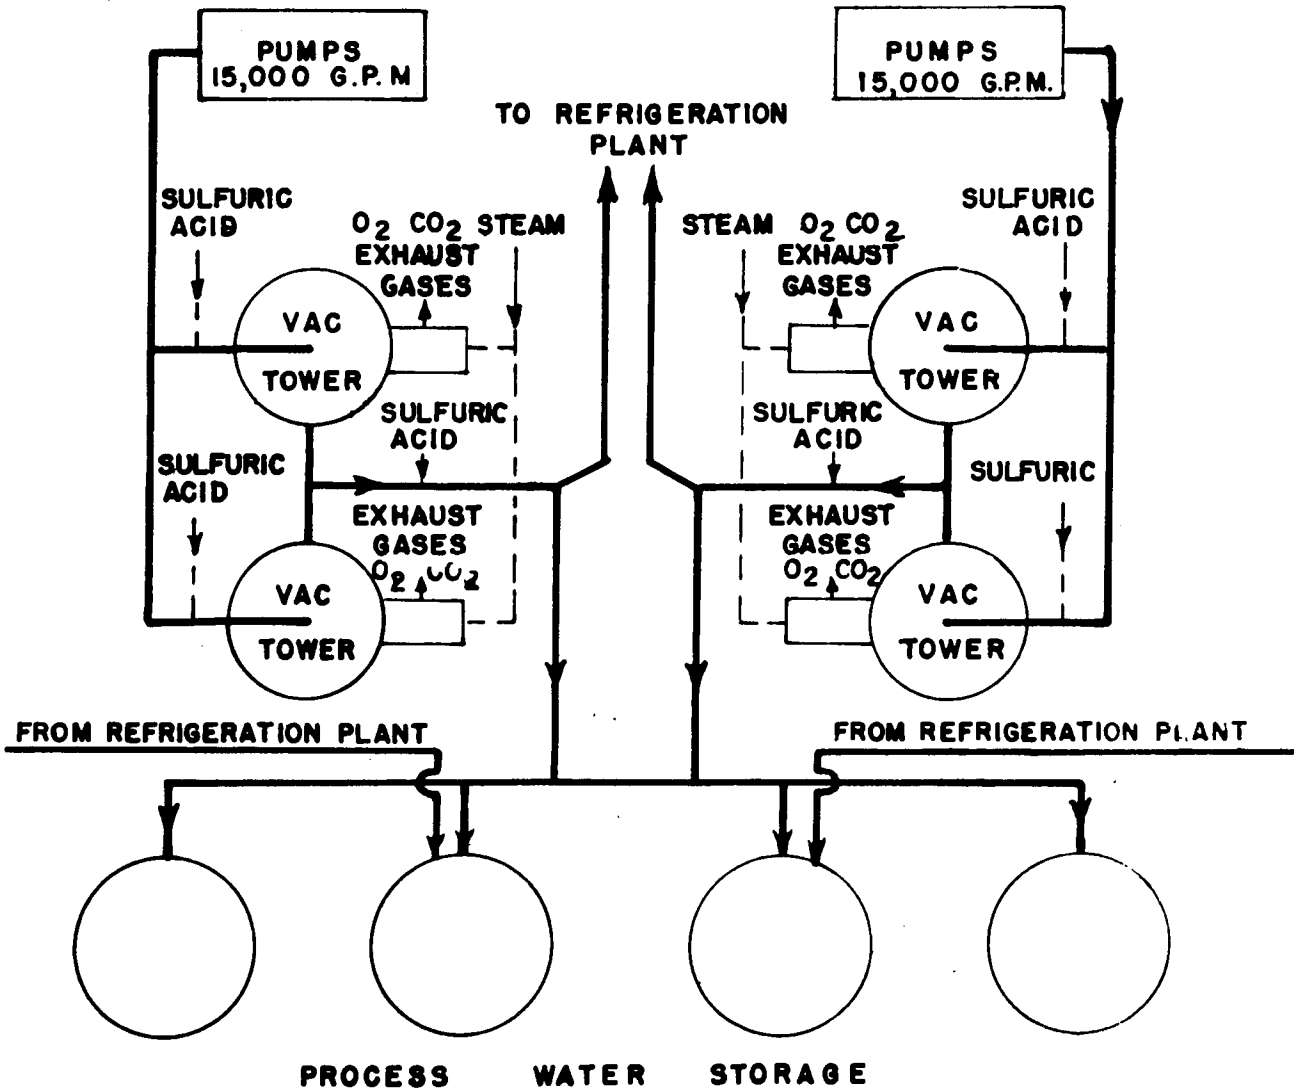 PUMPS
15,000 G.P.M
PUMPS
15,000 G.P.M.
TO REFRIGERATION
PLANT
SULFURIC
ACID
O2 CO2
EXHAUST
GASES
STEAM
STEAM
O2 CO2
EXHAUST
GASES
SULFURIC
ACID
VAC
TOWER
VAC
TOWER
SULFURIC
ACID
SULFURIC
ACID
SULFURIC
ACID
SULFURIC
EXHAUST
GASES
O2 CO2
EXHAUST
GASES
O2 CO2
VAC
TOWER
VAC
TOWER
FROM REFRIGERATION PLANT
FROM REFRIGERATION PLANT
PROCESS WATER STORAGE